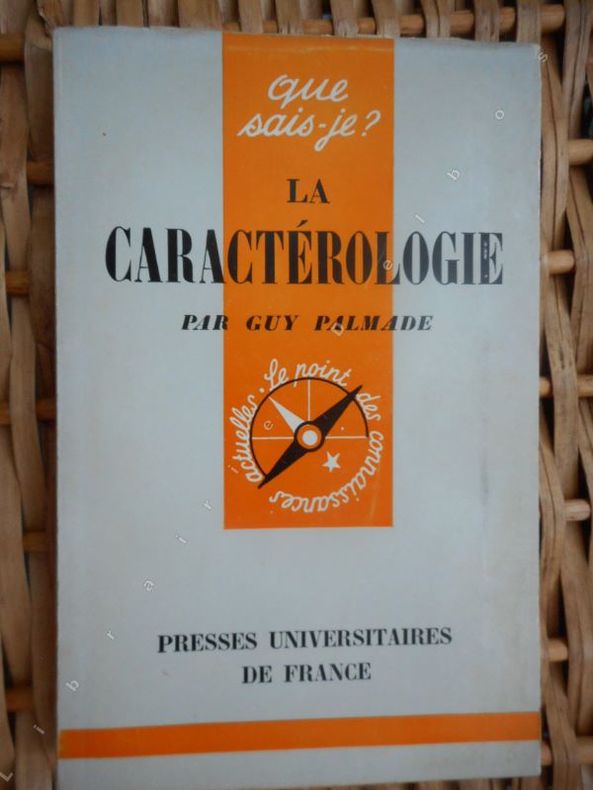 que
sais-je?
LA
CARACTÉROLOGIE
PAR GUY PALMADE
Le point des connaissances actuelles.
PRESSES UNIVERSITAIRES
DE FRANCE